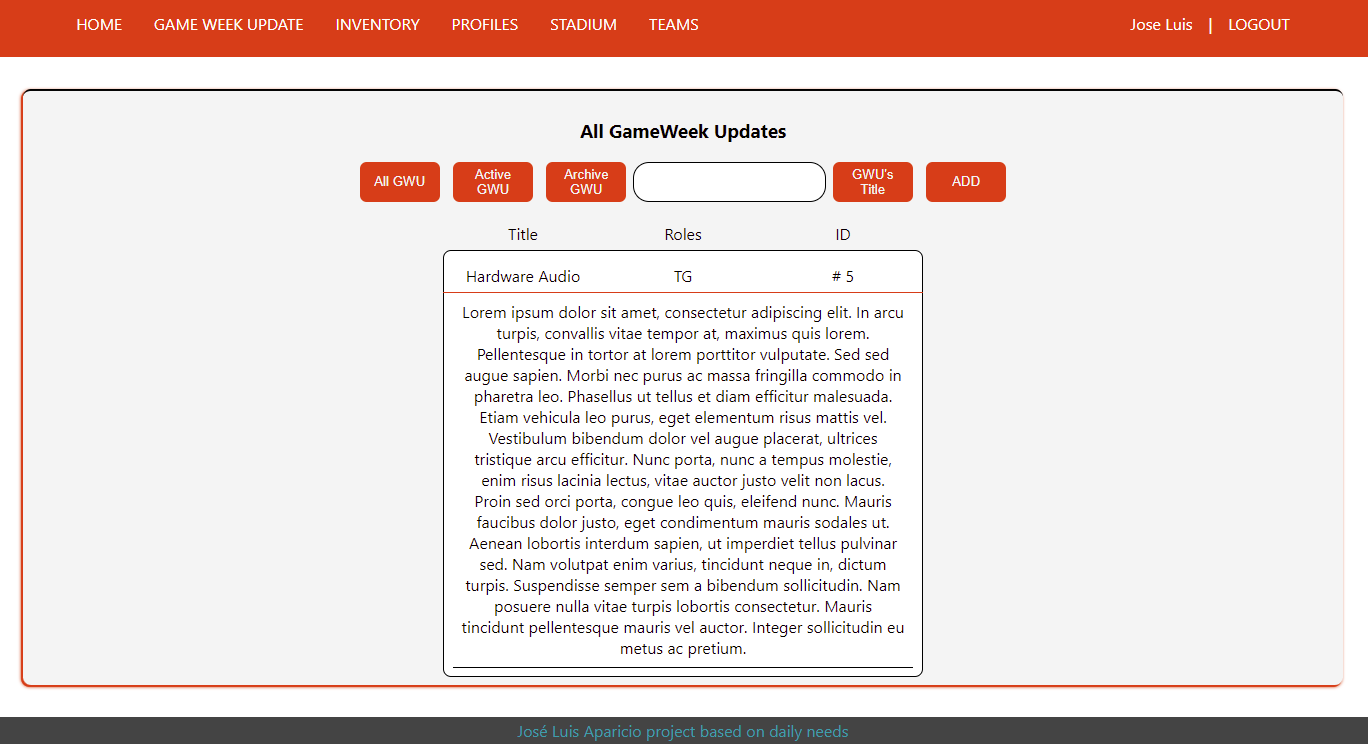 HOME GAME WEEK UPDATE INVENTORY PROFILES STADIUM TEAMS Jose Luis | LOGOUT
All GameWeek Updates
All GWU
Active
GWU
Archive
GWU
GWU's
Title
ADD
Title Roles ID
Hardware Audio TG # 5
Lorem ipsum dolor sit amet, consectetur adipiscing elit. In arcu
turpis, convallis vitae tempor at, maximus quis lorem.
Pellentesque in tortor at lorem porttitor vulputate. Sed sed
augue sapien. Morbi nec purus ac massa fringilla commodo in
pharetra leo. Phasellus ut tellus et diam efficitur malesuada.
Etiam vehicula leo purus, eget elementum risus mattis vel.
Vestibulum bibendum dolor vel augue placerat, ultrices
tristique arcu efficitur. Nunc porta, nunc a tempus molestie,
enim risus lacinia lectus, vitae auctor justo velit non lacus.
Proin sed orci porta, congue leo quis, eleifend nunc. Mauris
faucibus dolor justo, eget condimentum mauris sodales ut.
Aenean lobortis interdum sapien, ut imperdiet tellus pulvinar
sed. Nam volutpat enim varius, tincidunt neque in, dictum
turpis. Suspendisse semper sem a bibendum sollicitudin. Nam
posuere nulla vitae turpis lobortis consectetur. Mauris
tincidunt pellentesque mauris vel auctor. Integer sollicitudin eu
metus ac pretium.
José Luis Aparicio project based on daily needs